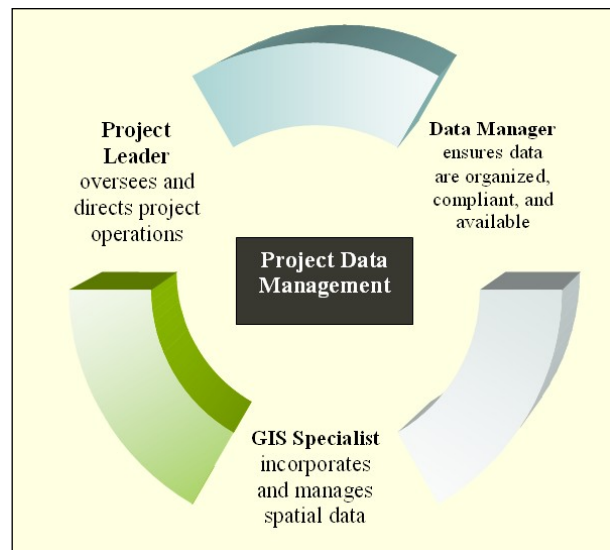 Project
Leader
oversees and
directs project
operations
Data Manager
ensures data
are organized,
compliant, and
available
Project Data
Management
GIS Specialist
incorporates
and manages
spatial data